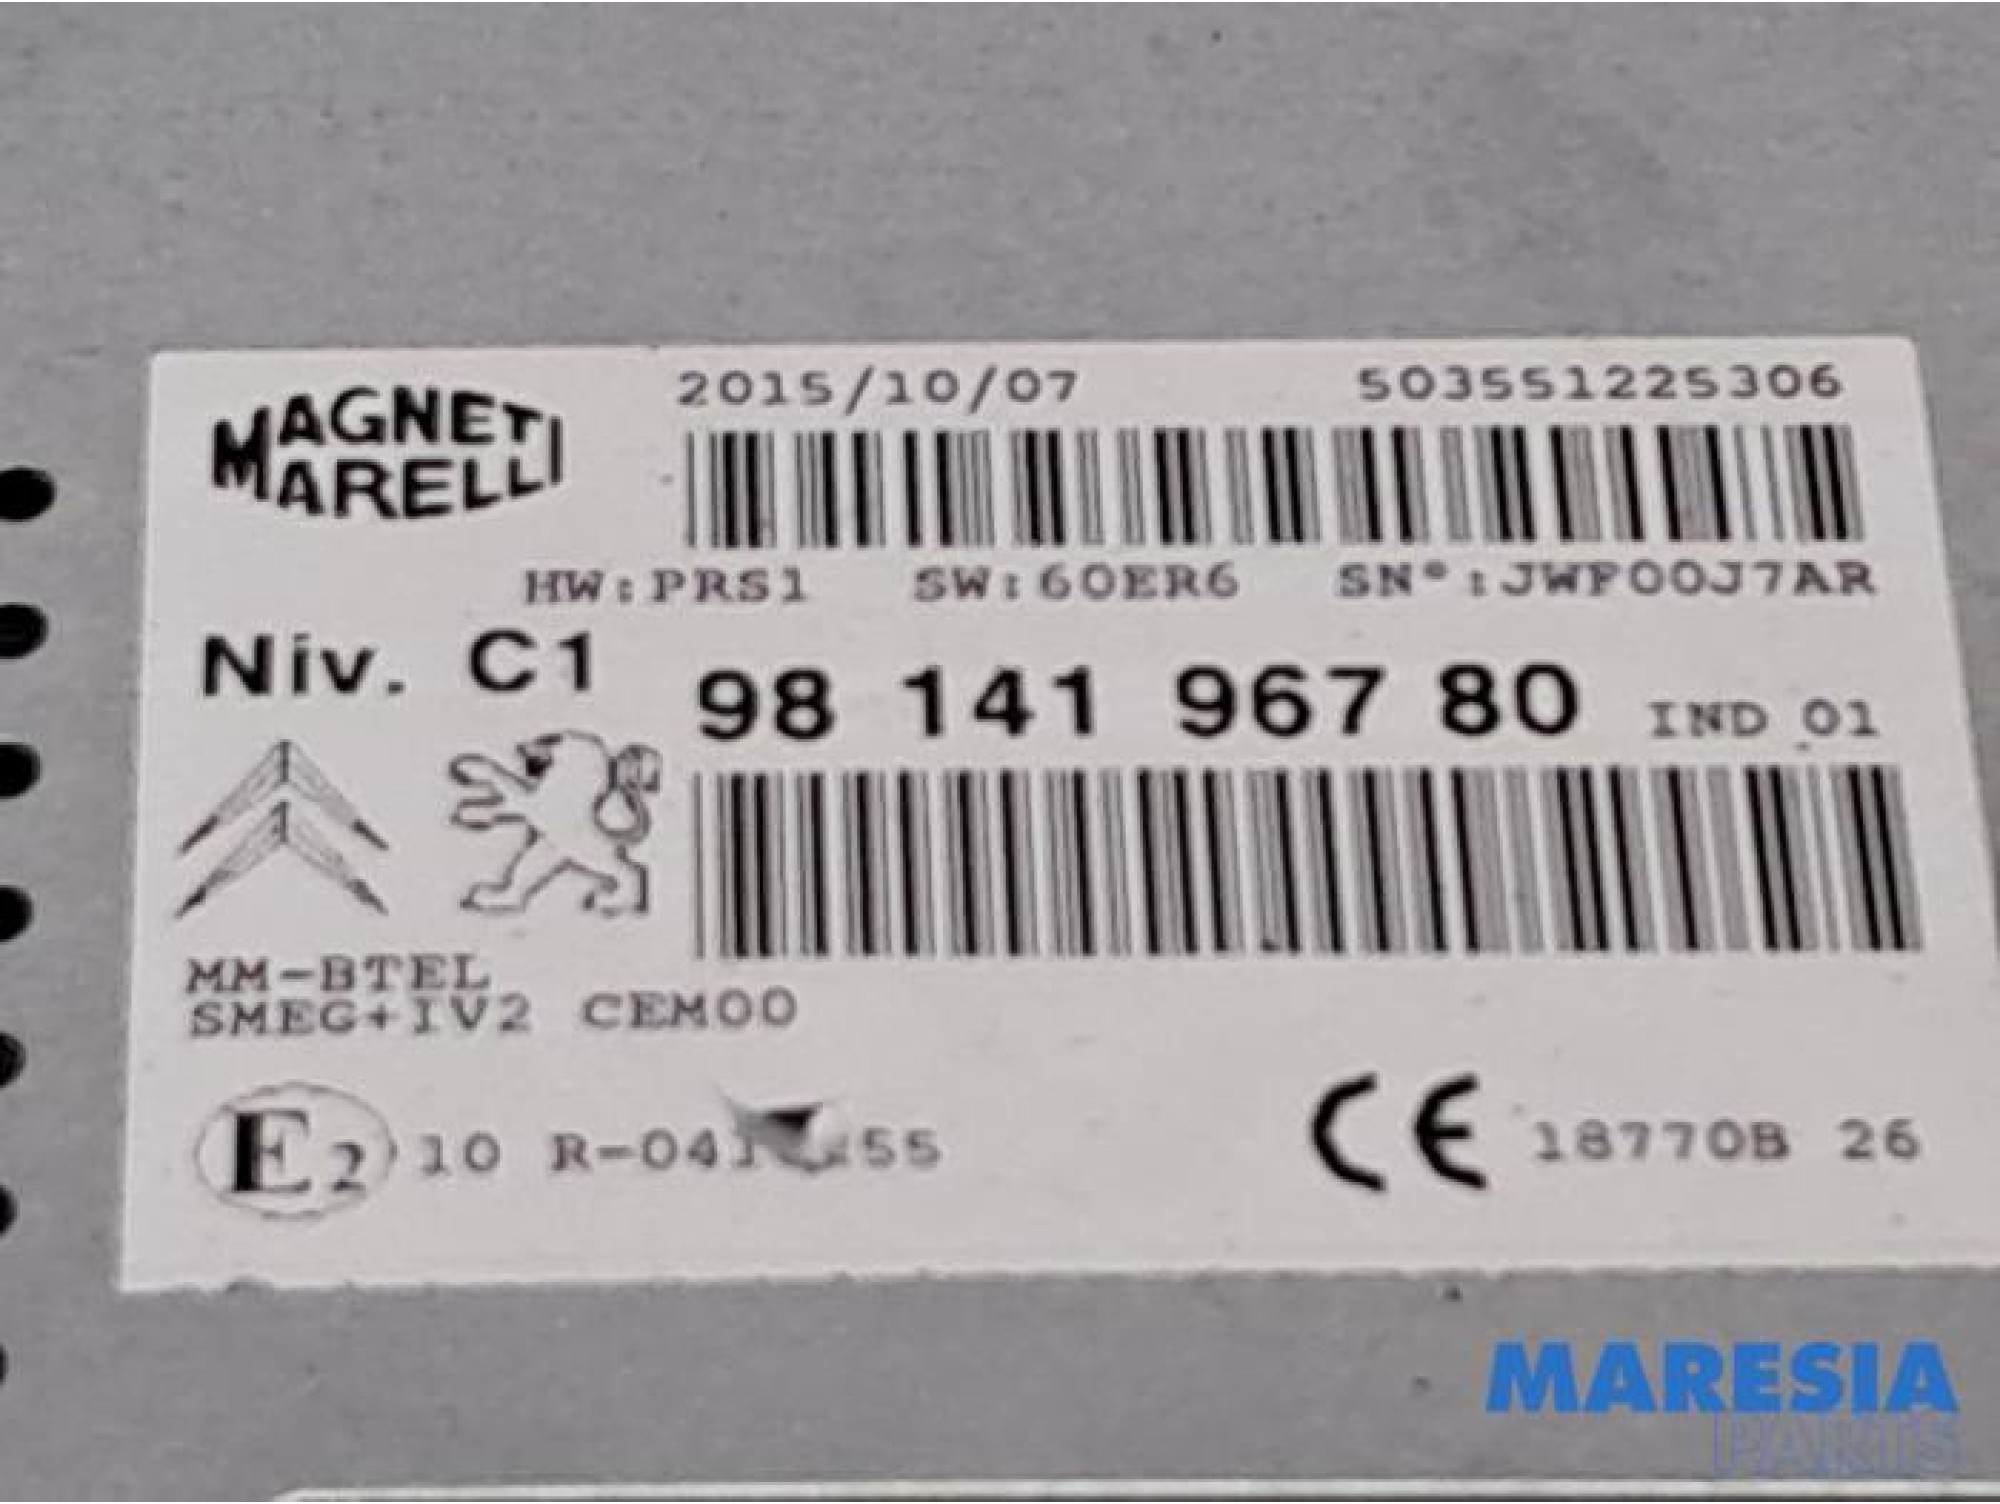 MAGNETI
MARELLI
2015/10/07 503551225306
HW:PRS1 SW:60ER6 SN°:JWF00J7AR
Niv. C1
98 141 967 80 IND 01
MM-BTEL
SMEG+IV2 CEM00
E2 10 CE 18770B 26
MARESIA
PARTS